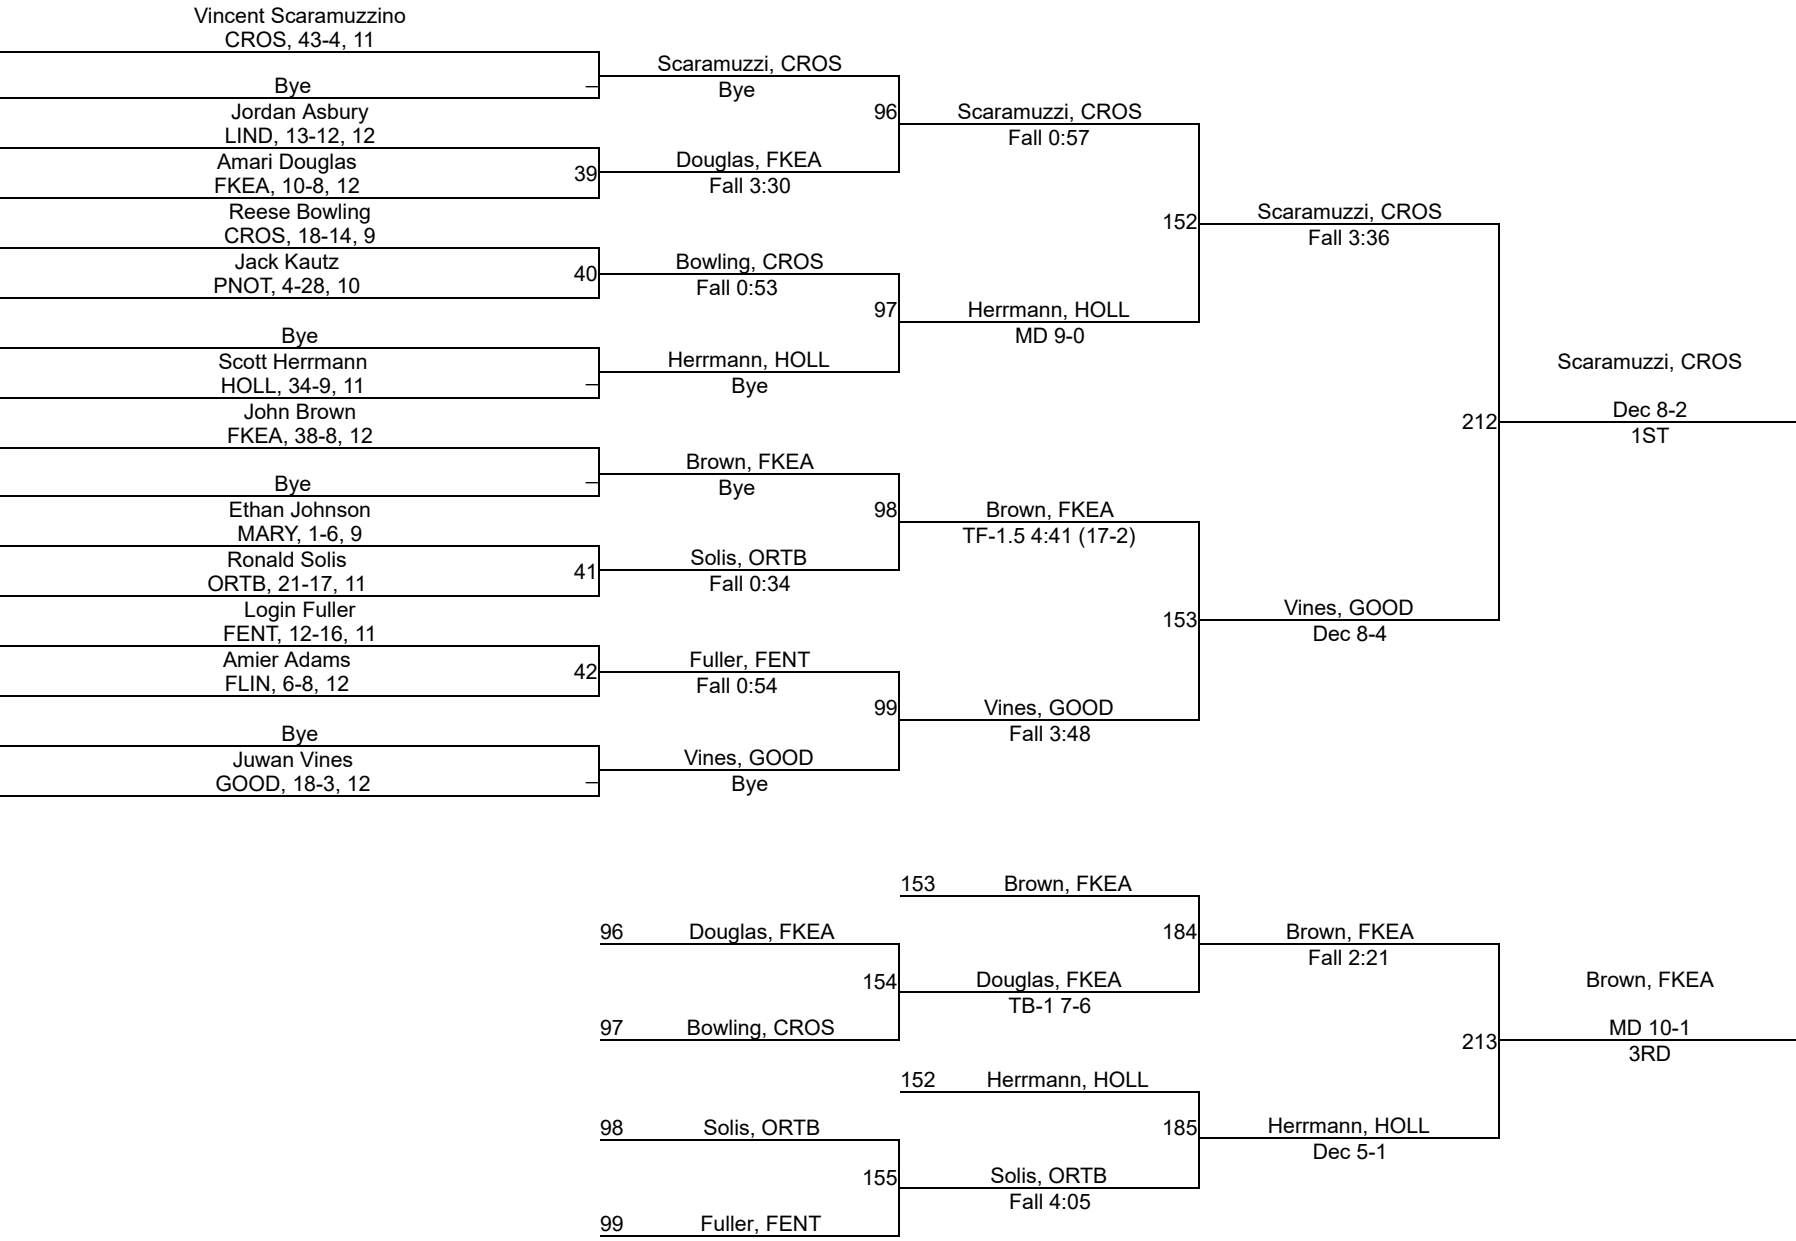 Vincent Scaramuzzino
CROS, 43-4, 11
Bye
–
Jordan Asbury
LIND, 13-12, 12
Amari Douglas
FKEA, 10-8, 12
39
Reese Bowling
CROS, 18-14, 9
Jack Kautz
PNOT, 4-28, 10
40
Bye
Scott Herrmann
HOLL, 34-9, 11
–
John Brown
FKEA, 38-8, 12
Bye
–
Ethan Johnson
MARY, 1-6, 9
Ronald Solis
ORTB, 21-17, 11
41
Login Fuller
FENT, 12-16, 11
Amier Adams
FLIN, 6-8, 12
42
Bye
Juwan Vines
GOOD, 18-3, 12
–
Scaramuzzi, CROS
Bye
96
Douglas, FKEA
Fall 3:30
Bowling, CROS
Fall 0:53
97
Herrmann, HOLL
Bye
Brown, FKEA
Bye
98
Solis, ORTB
Fall 0:34
Fuller, FENT
Fall 0:54
99
Vines, GOOD
Bye
Scaramuzzi, CROS
Fall 0:57
152
Herrmann, HOLL
MD 9-0
Brown, FKEA
TF-1.5 4:41 (17-2)
153
Vines, GOOD
Fall 3:48
Scaramuzzi, CROS
Fall 3:36
212
Vines, GOOD
Dec 8-4
Scaramuzzi, CROS
Dec 8-2
1ST
96 Douglas, FKEA
154
97 Bowling, CROS
98 Solis, ORTB
155
99 Fuller, FENT
153 Brown, FKEA
184
Douglas, FKEA
TB-1 7-6
152 Herrmann, HOLL
185
Solis, ORTB
Fall 4:05
Brown, FKEA
Fall 2:21
213
Herrmann, HOLL
Dec 5-1
Brown, FKEA
MD 10-1
3RD